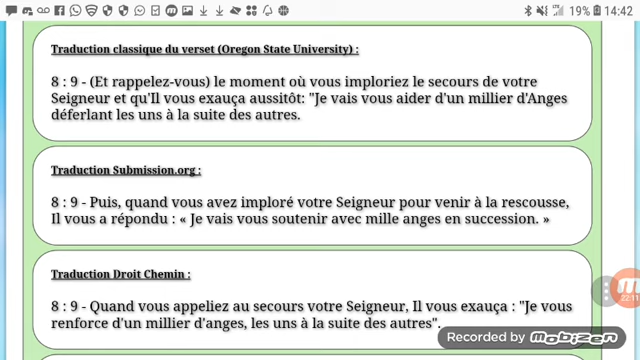 19% 14:42
Traduction classique du verset (Oregon State University) :
8 : 9 - (Et rappelez-vous) le moment où vous imploriez le secours de votre
Seigneur et qu'Il vous exauça aussitôt: "Je vais vous aider d'un millier d'Anges
déferlant les uns à la suite des autres.
Traduction Submission.org :
8 : 9 - Puis, quand vous avez imploré votre Seigneur pour venir à la rescousse,
Il vous a répondu : « Je vais vous soutenir avec mille anges en succession. »
Traduction Droit Chemin :
8 : 9 - Quand vous appeliez au secours votre Seigneur, Il vous exauça : "Je vous
renforce d'un millier d'anges, les uns à la suite des autres".
22:11
Recorded by mobizen